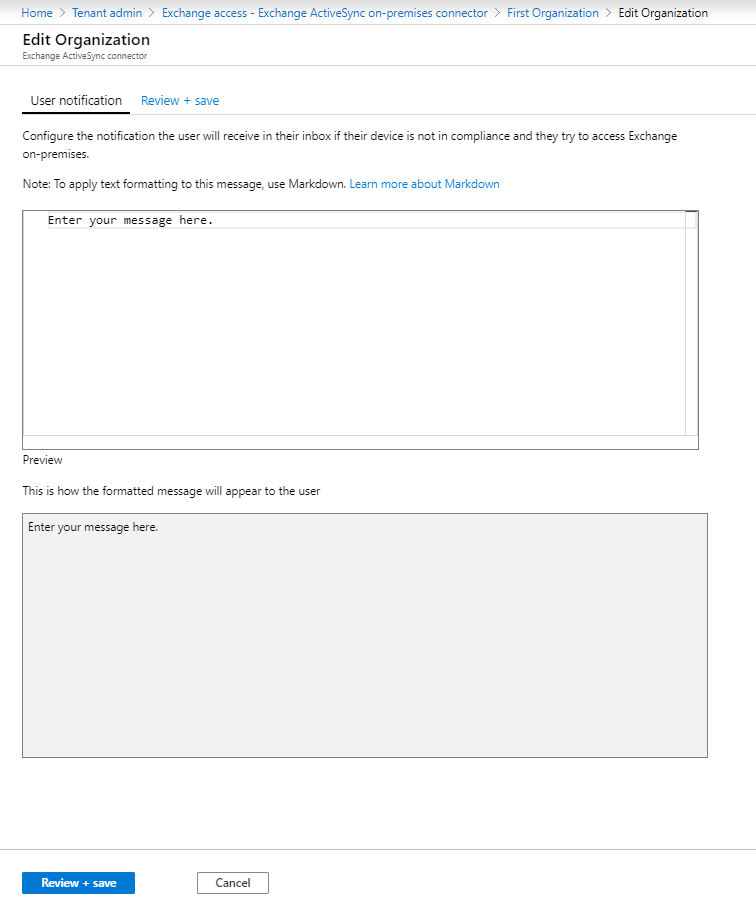 Home > Tenant admin > Exchange access - Exchange ActiveSync on-premises connector > First Organization > Edit Organization
Edit Organization
Exchange ActiveSync connector
User notification Review + save
Configure the notification the user will receive in their inbox if their device is not in compliance and they try to access Exchange
on-premises.
Note: To apply text formatting to this message, use Markdown. Learn more about Markdown
Enter your message here.
Preview
This is how the formatted message will appear to the user
Enter your message here.
Review + save Cancel